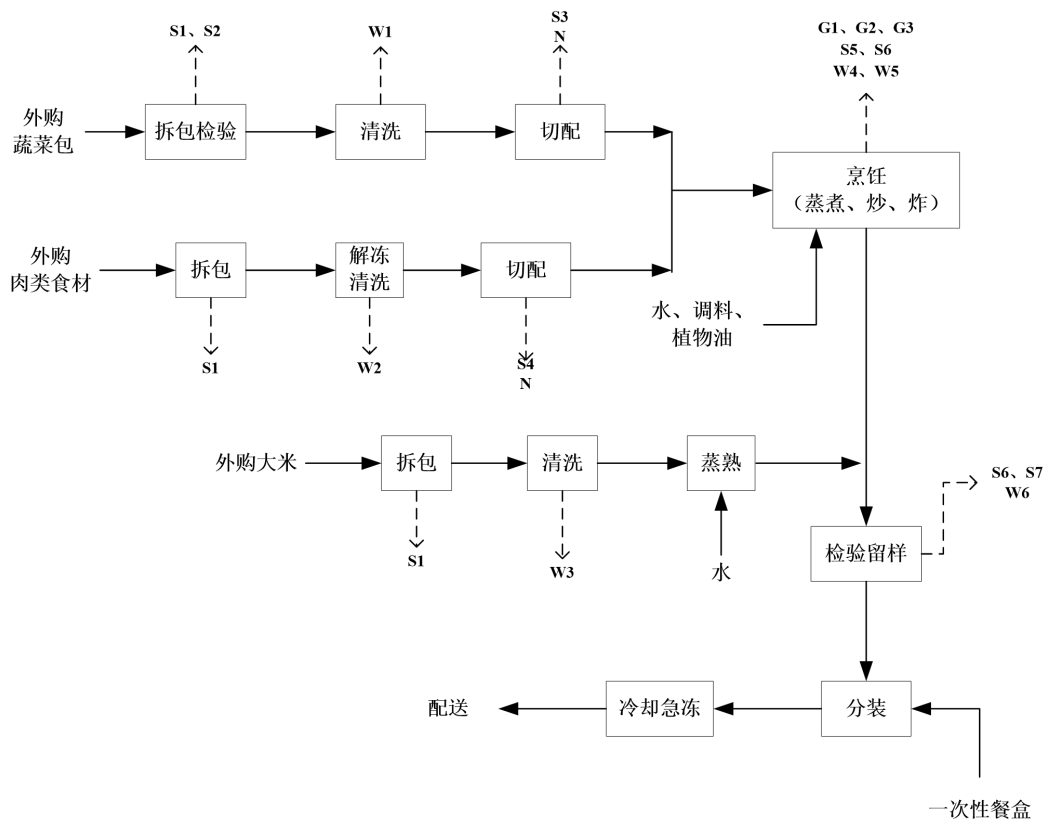 S1、S2
W1
S3
N
G1、G2、G3
S5、S6
W4、W5
外购
蔬菜包
拆包检验
清洗
切配
烹饪
（蒸煮、炒、炸）
外购
肉类食材
拆包
解冻
清洗
切配
水、调料、
植物油
S1
W2
S4
N
外购大米
拆包
清洗
蒸熟
S6、S7
W6
检验留样
S1
W3
水
配送
冷却急冻
分装
一次性餐盒